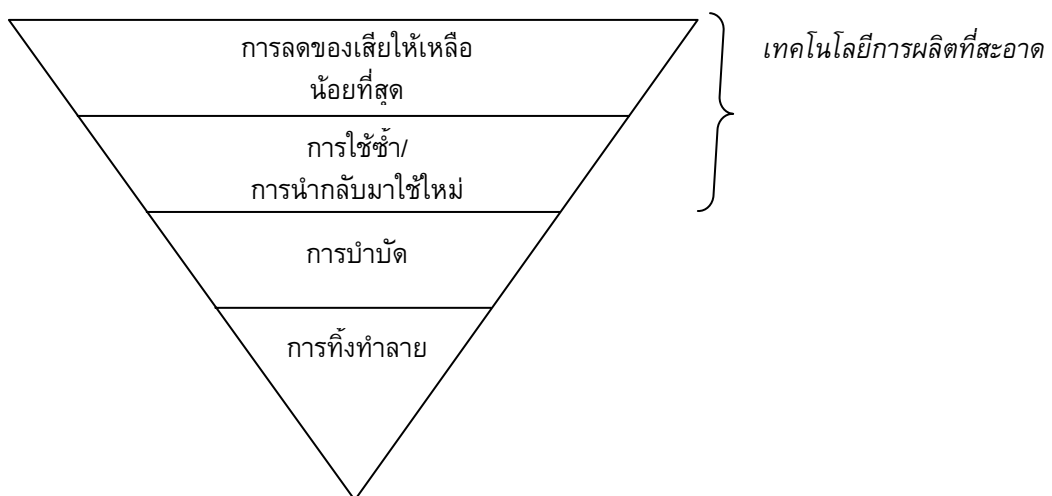 การลดของเสียให้เหลือ
น้อยที่สุด
เทคโนโลยีการผลิตที่สะอาด
การใช้ซ้ำ/
การนำกลับมาใช้ใหม่
การบำบัด
การทิ้งทำลาย